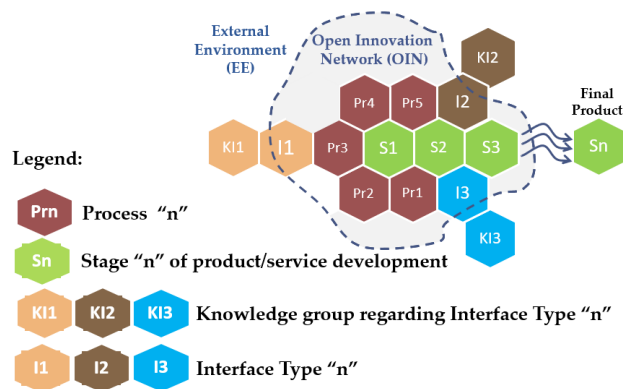 External
Environment
(EE)
Open Innovation
Network (OIN)
KI2
Pr4
Pr5
I2
Final
Product
KI1
I1
Pr3
S1
S2
S3
Sn
Pr2
Pr1
I3
KI3
Legend:
Prn Process “n”
Sn Stage “n” of product/service development
KI1 KI2 KI3 Knowledge group regarding Interface Type “n”
I1 I2 I3 Interface Type “n”